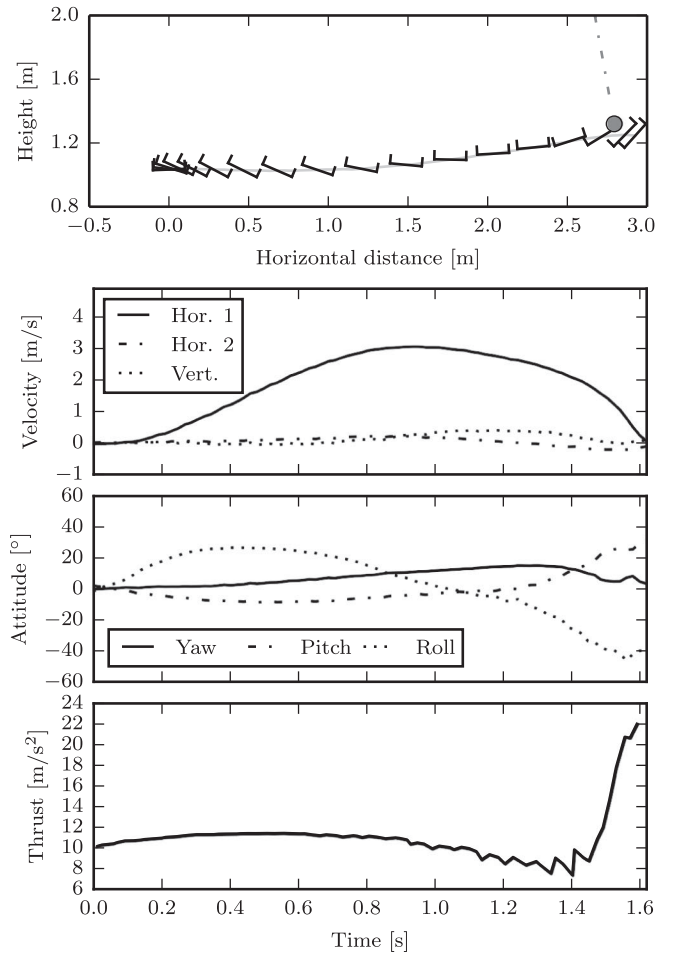 2.0
1.6
1.2
0.8
Height [m]
−0.5 0.0 0.5 1.0 1.5 2.0 2.5 3.0
Horizontal distance [m]
4
3
2
1
0
−1
Velocity [m/s]
Hor. 1
Hor. 2
Vert.
60
40
20
0
−20
−40
−60
Attitude [°]
Yaw Pitch Roll
24
22
20
18
16
14
12
10
8
6
Thrust [m/s²]
0.0 0.2 0.4 0.6 0.8 1.0 1.2 1.4 1.6
Time [s]